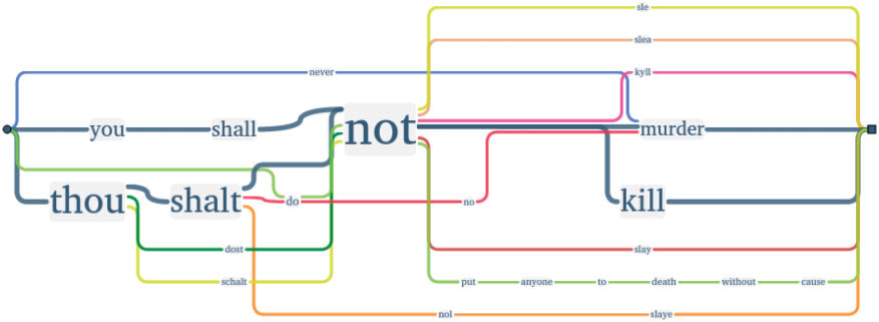 sle
slea
never kyll
you shall not murder
thou shalt do no kill
dost slay
schalt put anyone to death without cause
nol slaye